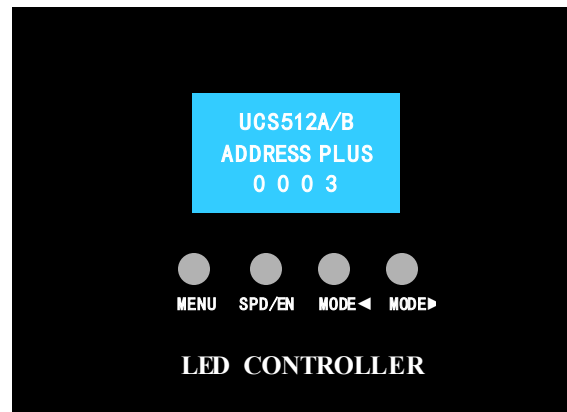 UCS512A/B
ADDRESS PLUS
0 0 0 3
MENU SPD/EN MODE◄ MODE►
LED CONTROLLER